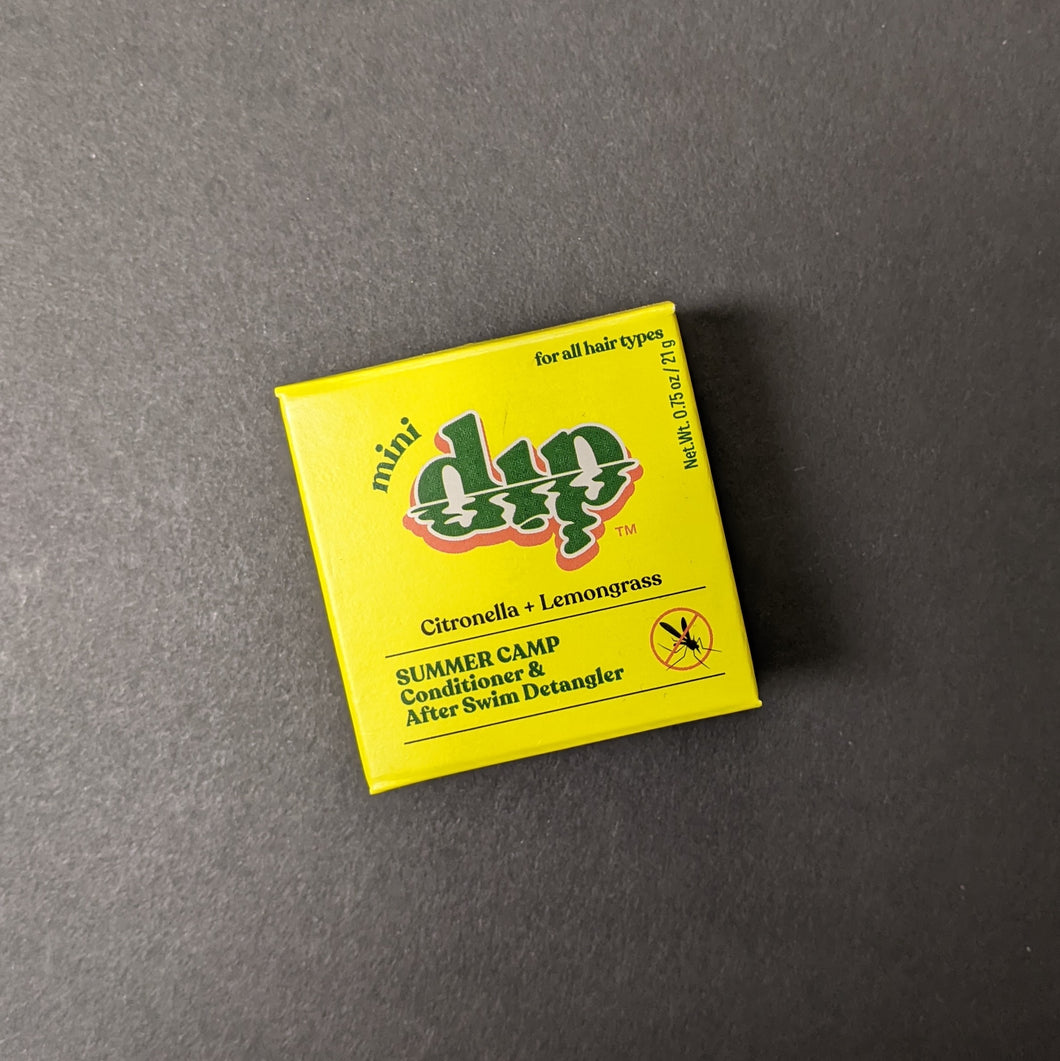 for all hair types
Net.Wt. 0.75 oz / 21 g
mini
dip
TM
Citronella + Lemongrass
SUMMER CAMP
Conditioner &
After Swim Detangler